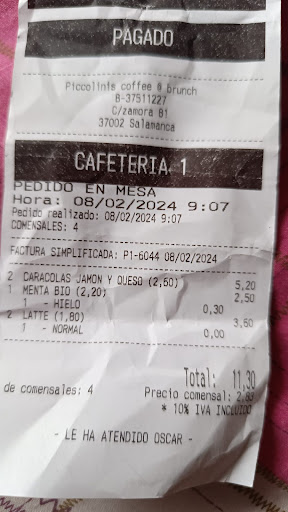 PAGADO
Piccolinis coffee & brunch
B-37511227
C/zamora 81
37002 Salamanca
CAFETERIA 1
PEDIDO EN MESA
Hora: 08/02/2024 9:07
Pedido realizado: 08/02/2024 9:07
COMENSALES: 4
FACTURA SIMPLIFICADA: P1-6044 08/02/2024
2 CARACOLAS JAMON Y QUESO (2,60) 5,20
1 MENTA BIO (2,20) 2,50
1 - HIELO 0,30
2 LATTE (1,80) 3,60
1 - NORMAL 0,00
Total: 11,30
de comensales: 4 Precio comensal: 2,83
* 10% IVA INCLUIDO
- LE HA ATENDIDO OSCAR -